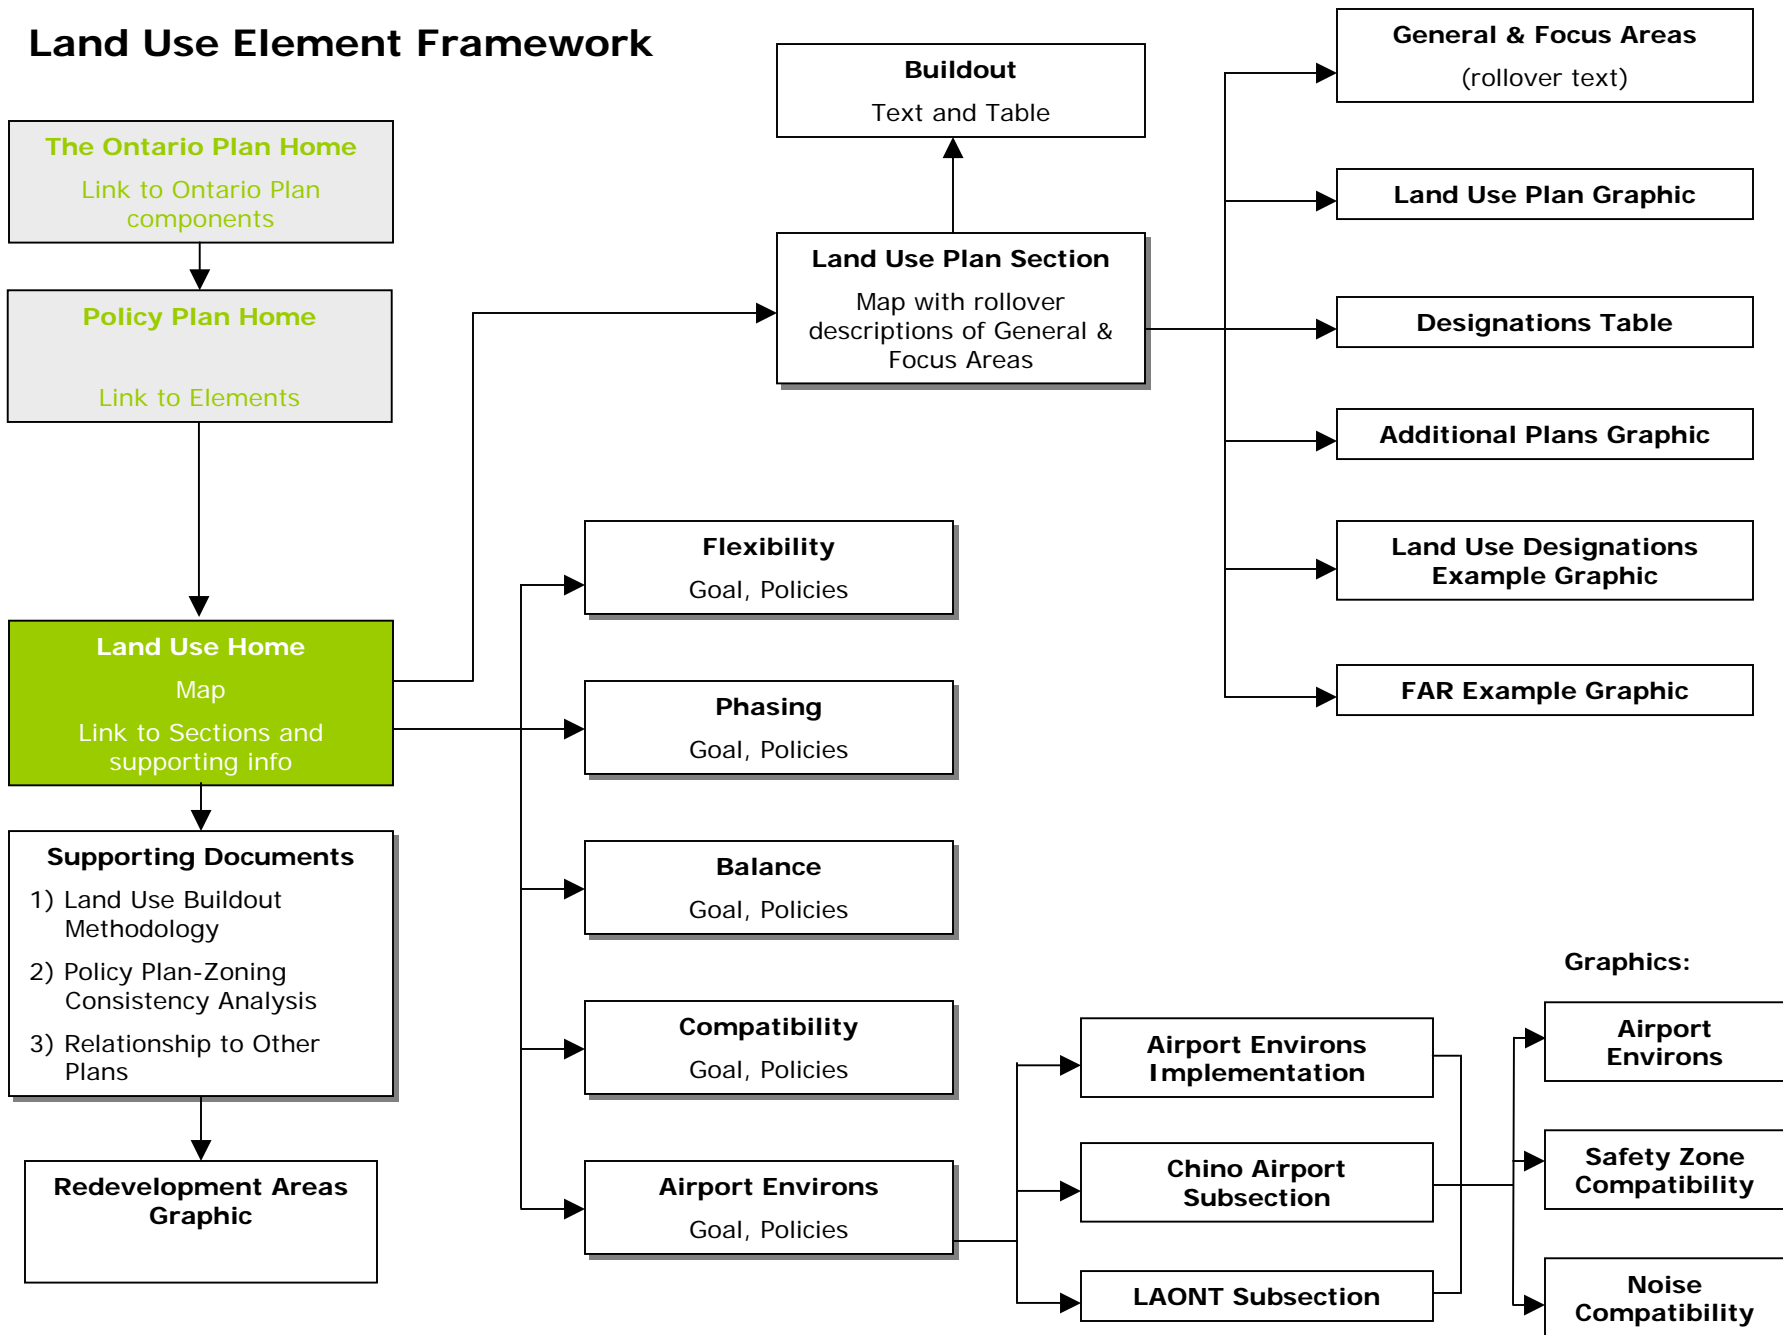 Land Use Element Framework
The Ontario Plan Home
Link to Ontario Plan
components
Policy Plan Home
Link to Elements
Land Use Home
Map
Link to Sections and
supporting info
Supporting Documents
1) Land Use Buildout
Methodology
2) Policy Plan-Zoning
Consistency Analysis
3) Relationship to Other
Plans
Redevelopment Areas
Graphic
Buildout
Text and Table
Land Use Plan Section
Map with rollover
descriptions of General &
Focus Areas
General & Focus Areas
(rollover text)
Land Use Plan Graphic
Designations Table
Additional Plans Graphic
Land Use Designations
Example Graphic
FAR Example Graphic
Flexibility
Goal, Policies
Phasing
Goal, Policies
Balance
Goal, Policies
Compatibility
Goal, Policies
Airport Environs
Goal, Policies
Airport Environs
Implementation
Chino Airport
Subsection
LAONT Subsection
Graphics:
Airport
Environs
Safety Zone
Compatibility
Noise
Compatibility